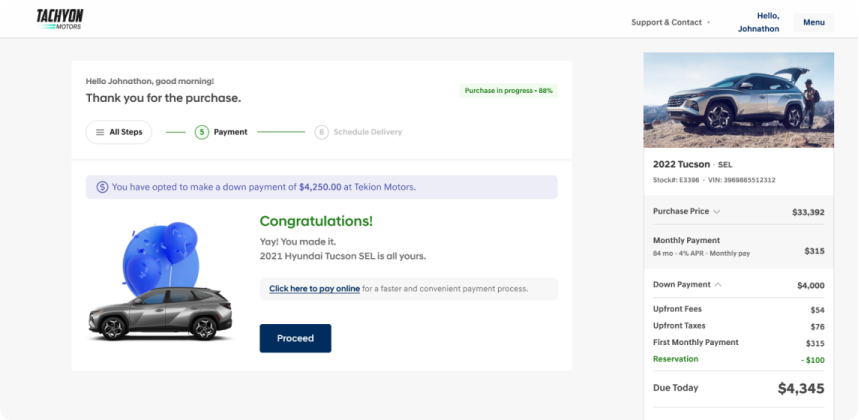 TACHYON
MOTORS
Support & Contact
Hello,
Johnathon
Menu
Hello Johnathon, good morning!
Thank you for the purchase.
Purchase in progress • 88%
All Steps
5 Payment
6 Schedule Delivery
$ You have opted to make a down payment of $4,250.00 at Tekion Motors.
Congratulations!
Yay! You made it.
2021 Hyundai Tucson SEL is all yours.
Click here to pay online for a faster and convenient payment process.
Proceed
2022 Tucson · SEL
Stock#: E3396 · VIN: 3969865512312
Purchase Price $33,392
Monthly Payment
84 mo · 4% APR · Monthly pay $315
Down Payment $4,000
Upfront Fees $54
Upfront Taxes $76
First Monthly Payment $315
Reservation - $100
Due Today $4,345